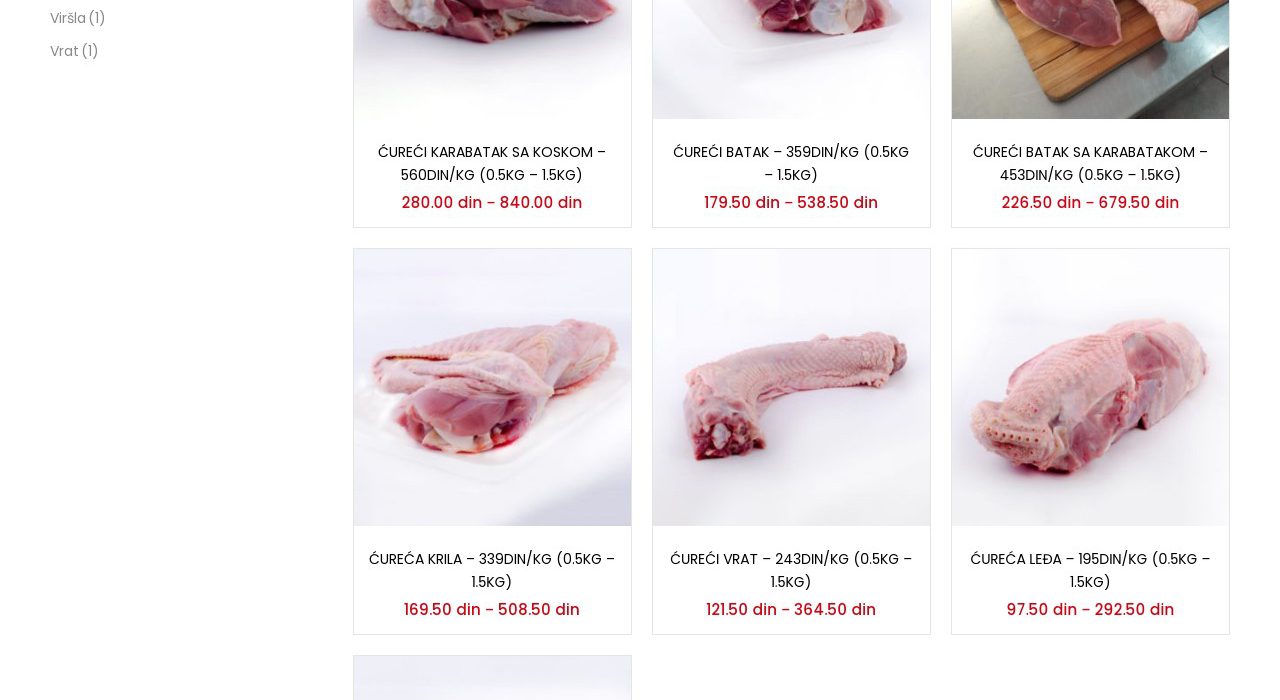 Viršla (1)
Vrat (1)
ĆUREĆI KARABATAK SA KOSKOM –
560DIN/KG (0.5KG – 1.5KG)
280.00 din – 840.00 din
ĆUREĆI BATAK – 359DIN/KG (0.5KG
– 1.5KG)
179.50 din – 538.50 din
ĆUREĆI BATAK SA KARABATAKOM –
453DIN/KG (0.5KG – 1.5KG)
226.50 din – 679.50 din
ĆUREĆA KRILA – 339DIN/KG (0.5KG –
1.5KG)
169.50 din – 508.50 din
ĆUREĆI VRAT – 243DIN/KG (0.5KG –
1.5KG)
121.50 din – 364.50 din
ĆUREĆA LEĐA – 195DIN/KG (0.5KG –
1.5KG)
97.50 din – 292.50 din